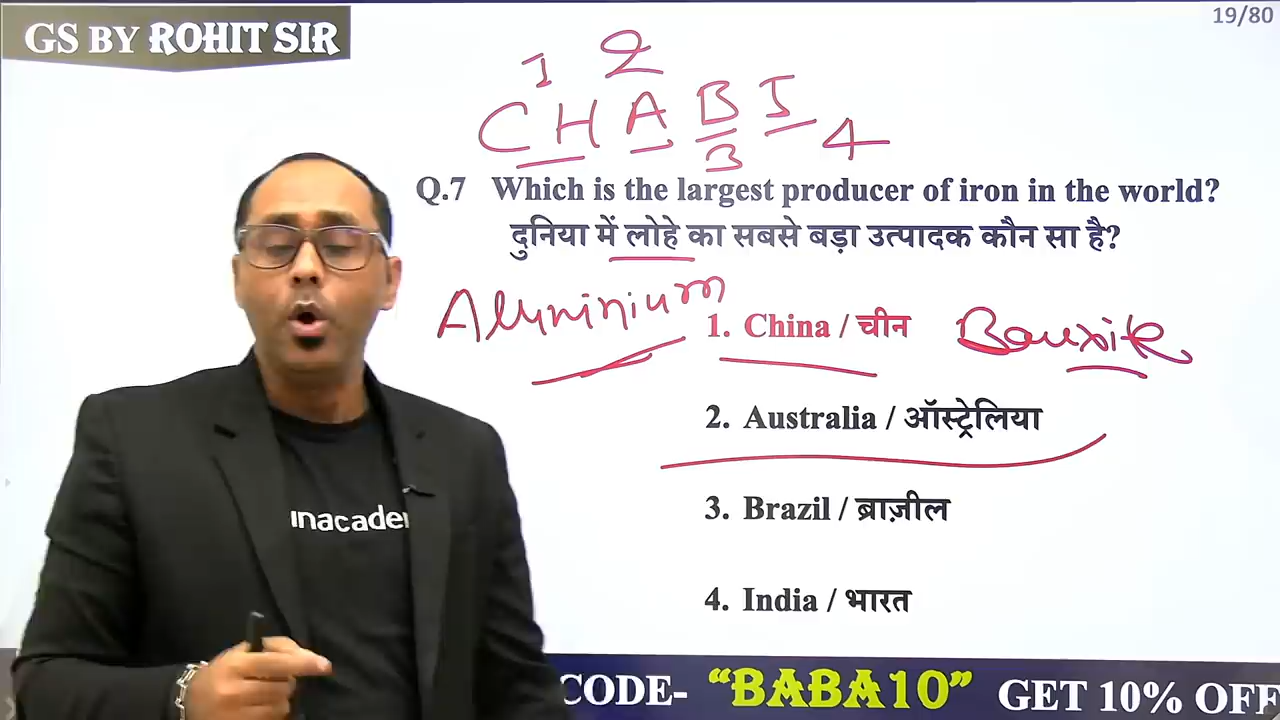 GS BY ROHIT SIR
19/80
1 2
CHABI
3 4
Q.7 Which is the largest producer of iron in the world?
दुनिया में लोहे का सबसे बड़ा उत्पादक कौन सा है?
Aluminium
1. China / चीन
Bauxite
2. Australia / ऑस्ट्रेलिया
3. Brazil / ब्राज़ील
4. India / भारत
inacader
CODE- "BABA10" GET 10% OFF